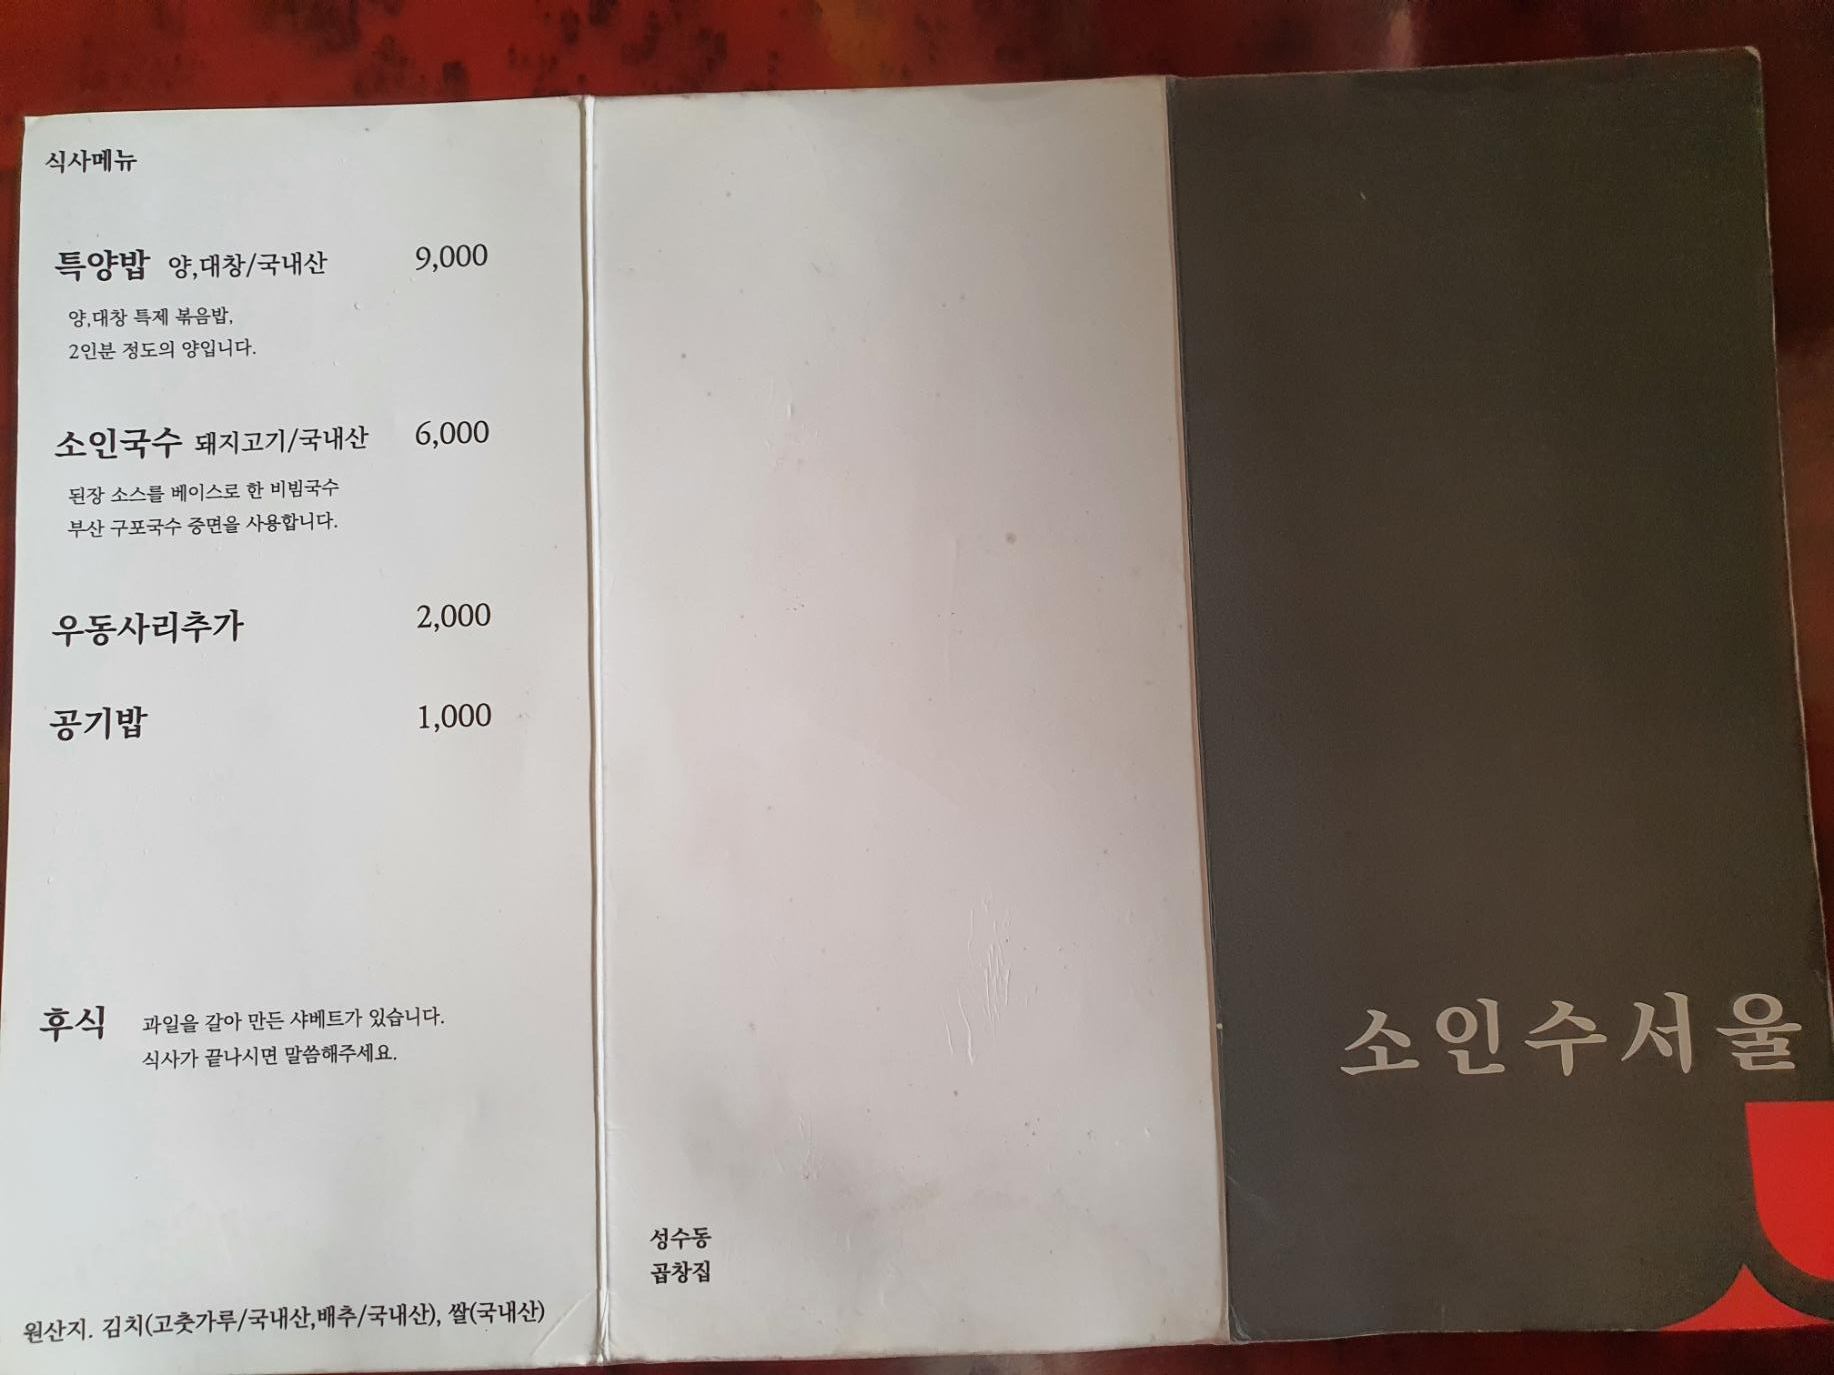 식사메뉴
특양밥 양,대창/국내산 9,000
양,대창 특제 볶음밥,
2인분 정도의 양입니다.
소인국수 돼지고기/국내산 6,000
된장 소스를 베이스로 한 비빔국수
부산 구포국수 중면을 사용합니다.
우동사리추가 2,000
공기밥 1,000
후식 과일을 갈아 만든 샤베트가 있습니다.
식사가 끝나시면 말씀해주세요.
원산지. 김치(고춧가루/국내산,배추/국내산), 쌀(국내산)
성수동
곱창집
소인수서울